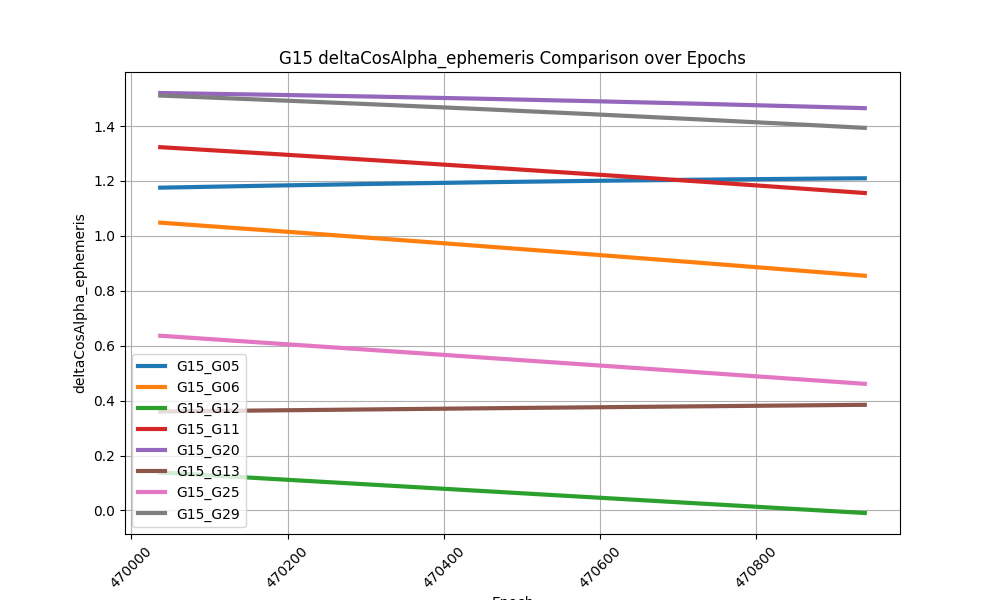 G15 deltaCosAlpha_ephemeris Comparison over Epochs
deltaCosAlpha_ephemeris
1.4
1.2
1.0
0.8
0.6
0.4
0.2
0.0
G15_G05
G15_G06
G15_G12
G15_G11
G15_G20
G15_G13
G15_G25
G15_G29
470000
470200
470400
470600
470800
Epoch